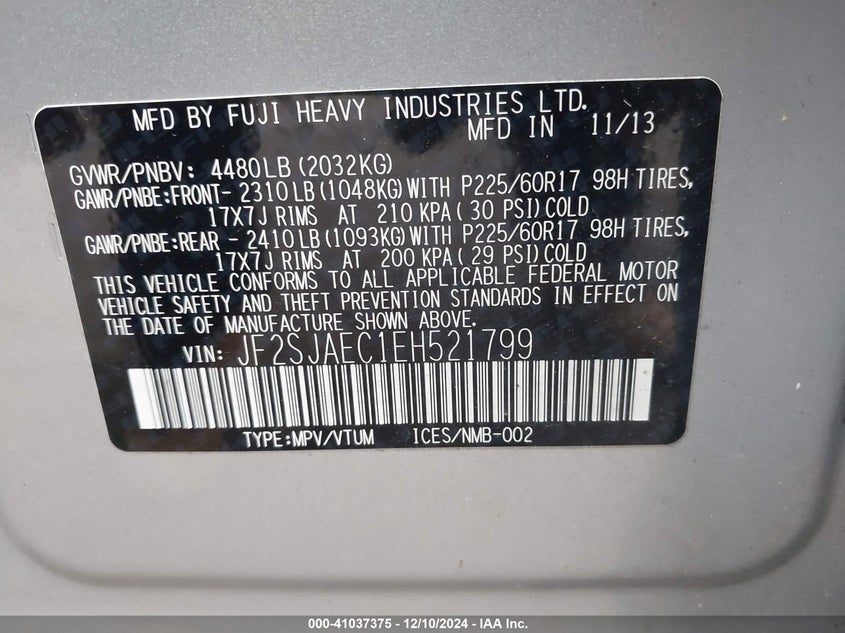 MFD BY FUJI HEAVY INDUSTRIES LTD.
MFD IN 11/13
GVWR/PNBV: 4480LB (2032KG)
GAWR/PNBE:FRONT- 2310LB (1048KG) WITH P225/60R17 98H TIRES,
17X7J RIMS AT 210 KPA( 30 PSI) COLD
GAWR/PNBE:REAR - 2410LB (1093KG) WITH P225/60R17 98H TIRES,
17X7J RIMS AT 200 KPA( 29 PSI) COLD
THIS VEHICLE CONFORMS TO ALL APPLICABLE FEDERAL MOTOR
VEHICLE SAFETY AND THEFT PREVENTION STANDARDS IN EFFECT ON
THE DATE OF MANUFACTURE SHOWN ABOVE.
VIN: JF2SJAEC1EH521799
TYPE:MPV/VTUM ICES/NMB-002
000-41037375 - 12/10/2024 - IAA Inc.